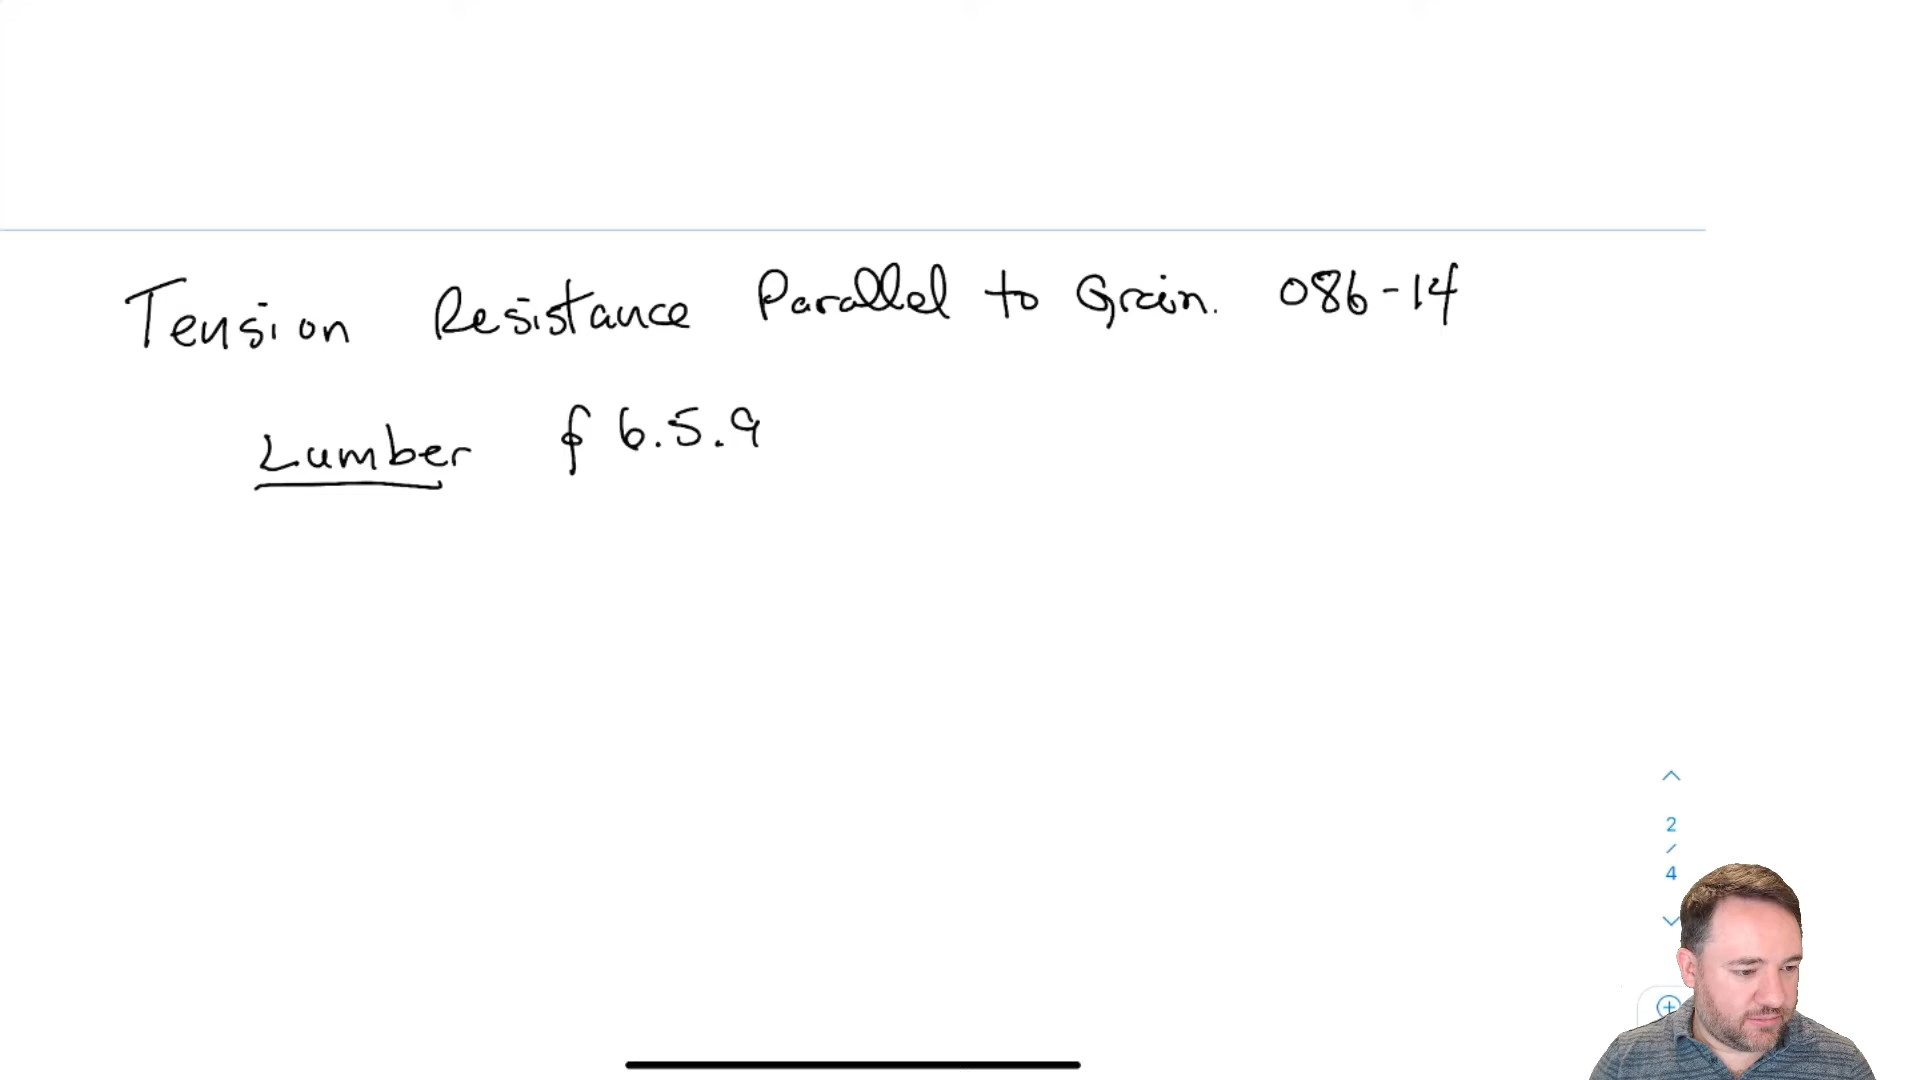 Tension Resistance Parallel to Grain. 086-14
Lumber § 6.5.9
2
/
4